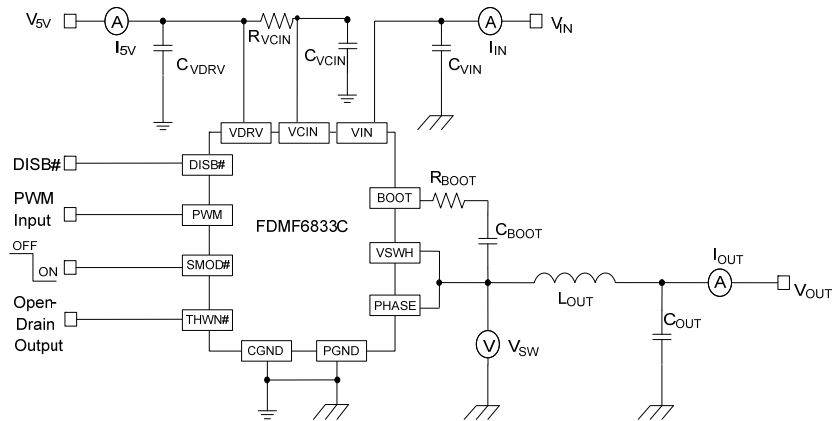 V5V
A
I5V
RVCIN
CVDRV
CVCIN
CVIN
A
IIN
VIN
VDRV
VCIN
VIN
DISB#
DISB#
PWM
Input
PWM
FDMF6833C
BOOT
RBOOT
CBOOT
OFF
ON
SMOD#
VSWH
IOUT
A
VOUT
LOUT
Open-
Drain
Output
THWN#
PHASE
COUT
V
VSW
CGND
PGND